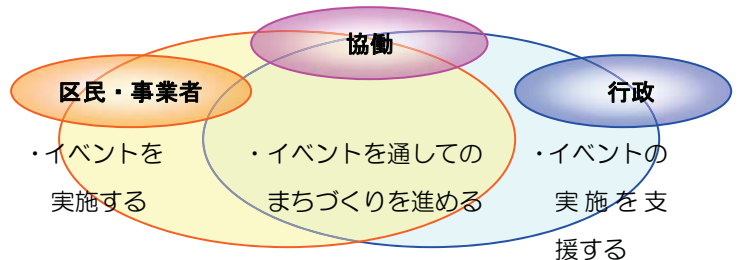 協働
区民・事業者
行政
・イベントを
実施する
・イベントを通しての
まちづくりを進める
・イベントの
実施を支
援する